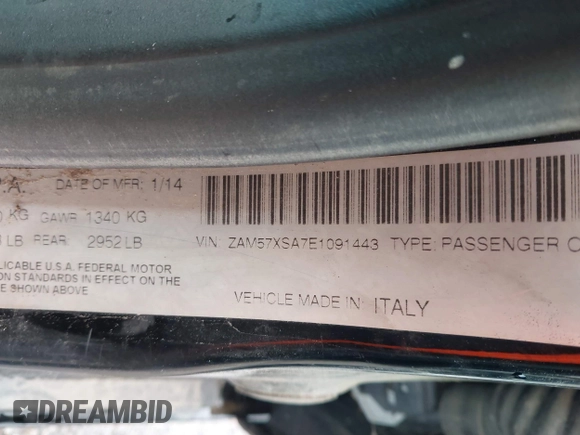 P.A. DATE OF MFR: 1/14
KG GAWR 1340 KG
LB REAR 2952 LB
VIN: ZAM57XSA7E1091443 TYPE: PASSENGER
PLICABLE U.S.A. FEDERAL MOTOR
ON STANDARDS IN EFFECT ON THE
E SHOWN ABOVE
VEHICLE MADE IN ITALY
DREAMBID